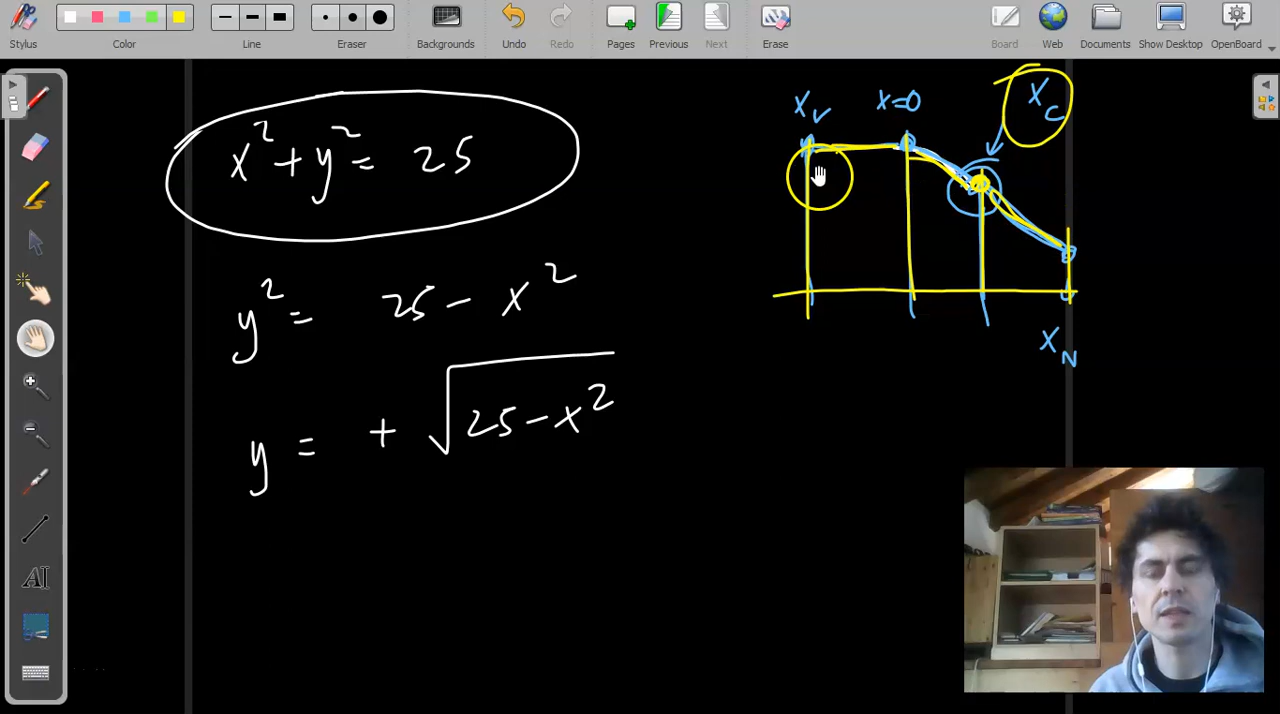 Stylus Color Line Eraser Backgrounds Undo Redo Pages Previous Next Erase Board Web Documents Show Desktop OpenBoard
x² + y² = 25
y² = 25 - x²
y = + √25 - x²
x_V x=0 x_C
x_N
AI